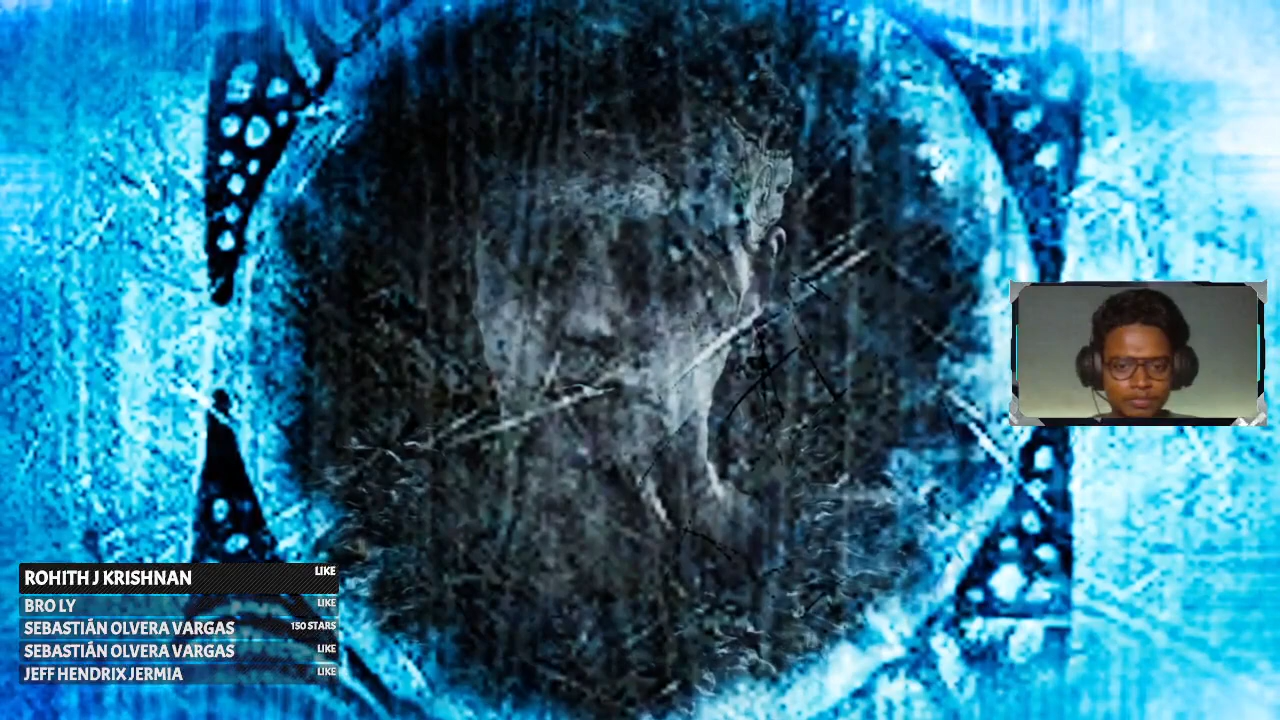 ROHITH J KRISHNAN LIKE
BRO LY LIKE
SEBASTIÁN OLVERA VARGAS 150 STARS
SEBASTIÁN OLVERA VARGAS LIKE
JEFF HENDRIX JERMIA LIKE